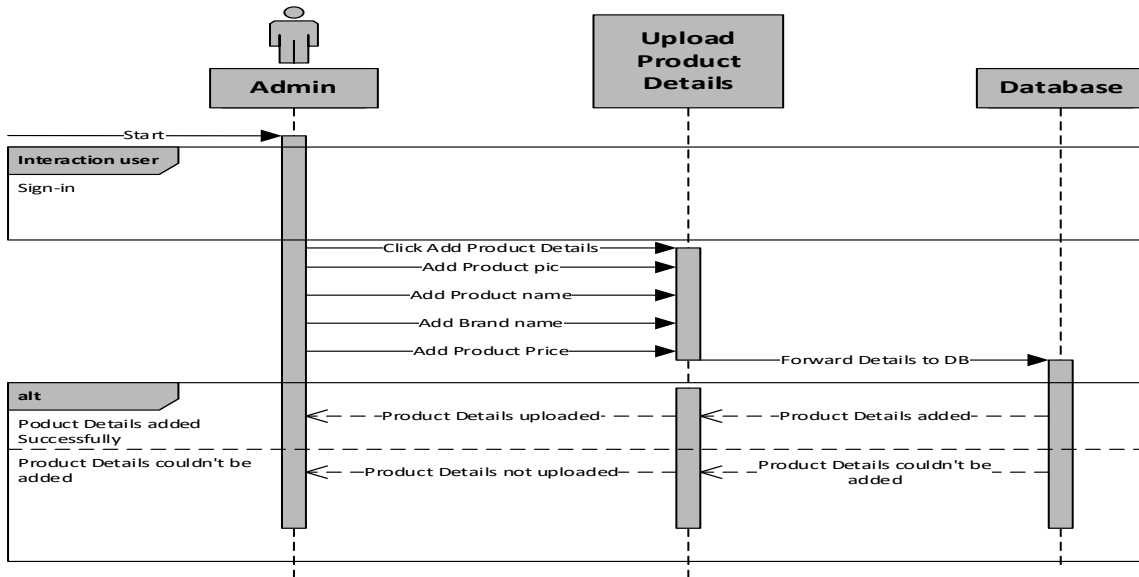 Admin
Upload
Product
Details
Database
Start
Interaction user
Sign-in
Click Add Product Details
Add Product pic
Add Product name
Add Brand name
Add Product Price
Forward Details to DB
alt
Poduct Details added
Successfully
Product Details uploaded
Product Details added
Product Details couldn't be
added
Product Details not uploaded
Product Details couldn't be
added